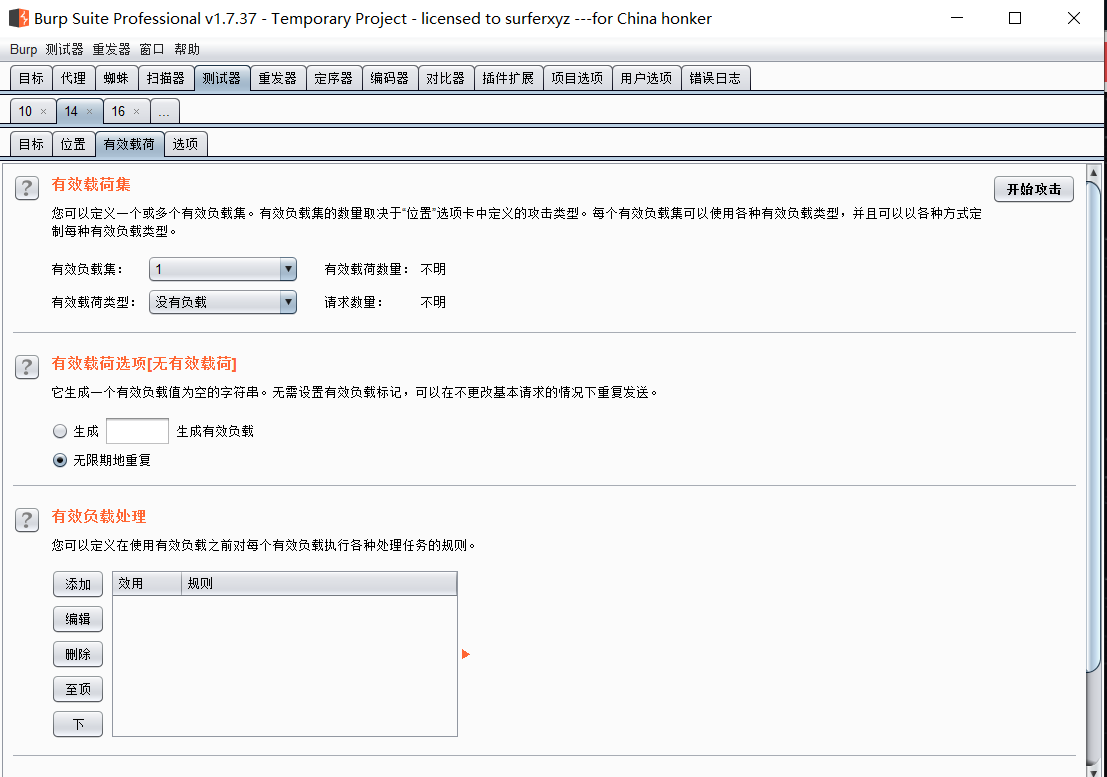 Burp Suite Professional v1.7.37 - Temporary Project - licensed to surferxyz ---for China honker
Burp 测试器 重发器 窗口 帮助
目标 代理 蜘蛛 扫描器 测试器 重发器 定序器 编码器 对比器 插件扩展 项目选项 用户选项 错误日志
10 × 14 × 16 × ...
目标 位置 有效载荷 选项
? 有效载荷集 开始攻击
您可以定义一个或多个有效负载集。有效负载集的数量取决于“位置”选项卡中定义的攻击类型。每个有效负载集可以使用各种有效负载类型，并且可以以各种方式定
制每种有效负载类型。
有效负载集： 1 有效载荷数量： 不明
有效载荷类型： 没有负载 请求数量： 不明
? 有效载荷选项[无有效载荷]
它生成一个有效负载值为空的字符串。无需设置有效负载标记，可以在不更改基本请求的情况下重复发送。
生成 生成有效负载
无限期地重复
? 有效负载处理
您可以定义在使用有效负载之前对每个有效负载执行各种处理任务的规则。
添加 效用 规则
编辑
删除
至顶
下